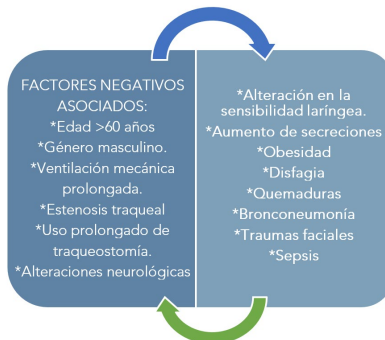 FACTORES NEGATIVOS
ASOCIADOS:
*Edad >60 años
*Género masculino.
*Ventilación mecánica
prolongada.
*Estenosis traqueal
*Uso prolongado de
traqueostomía.
*Alteraciones neurológicas
*Alteración en la
sensibilidad laríngea.
*Aumento de secreciones
*Obesidad
*Disfagia
*Quemaduras
*Bronconeumonía
*Traumas faciales
*Sepsis